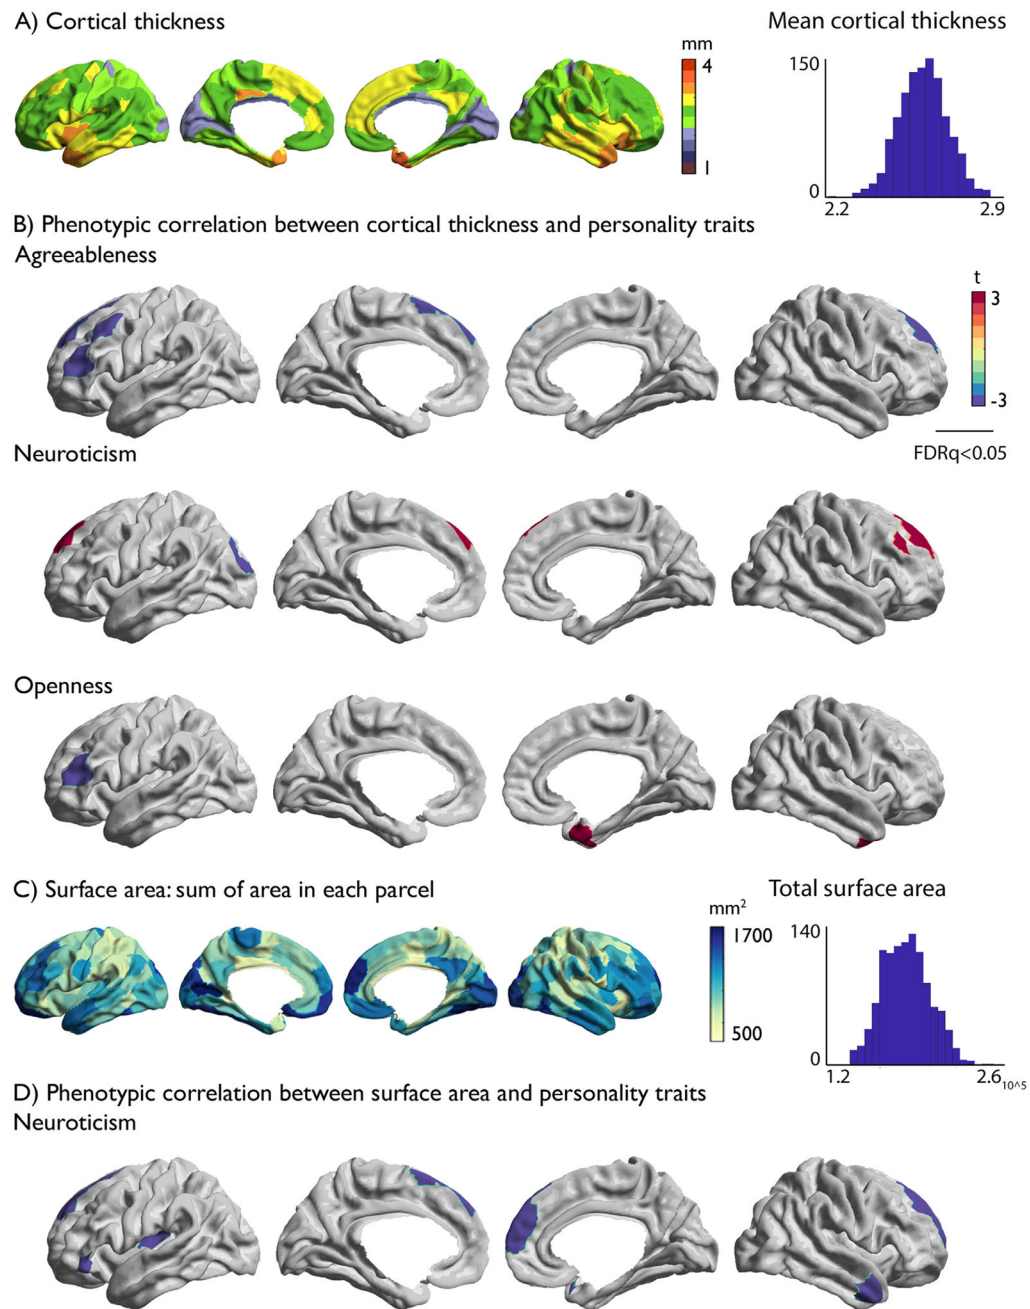 A) Cortical thickness
Mean cortical thickness
mm
4
1
150
0
2.2
2.9
B) Phenotypic correlation between cortical thickness and personality traits
Agreeableness
t
3
-3
FDRq<0.05
Neuroticism
Openness
C) Surface area: sum of area in each parcel
Total surface area
mm²
1700
500
140
0
1.2
2.6 10^5
D) Phenotypic correlation between surface area and personality traits
Neuroticism